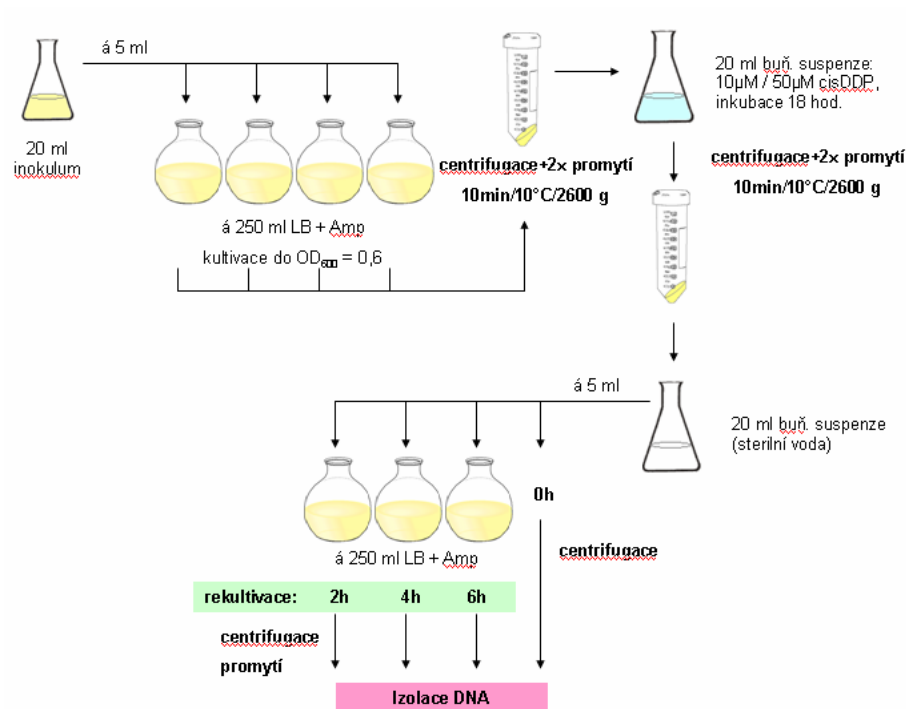 á 5 ml
20 ml
inokulum
á 250 ml LB + Amp
kultivace do OD600 = 0,6
centrifugace+2x promytí
10min/10°C/2600 g
20 ml buň. suspenze:
10µM / 50µM cisDDP,
inkubace 18 hod.
centrifugace+2x promytí
10min/10°C/2600 g
á 5 ml
20 ml buň. suspenze
(sterilní voda)
0h
á 250 ml LB + Amp
centrifugace
rekultivace: 2h 4h 6h
centrifugace
promytí
Izolace DNA